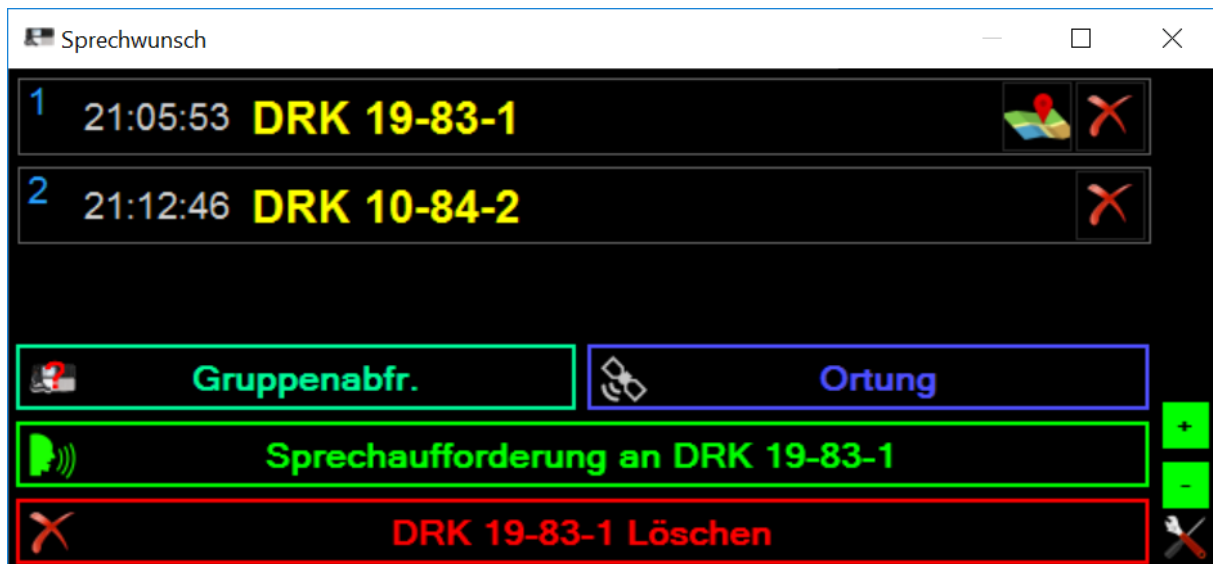 Sprechwunsch
1 21:05:53 DRK 19-83-1
2 21:12:46 DRK 10-84-2
Gruppenabfr. Ortung
+
Sprechaufforderung an DRK 19-83-1
-
DRK 19-83-1 Löschen